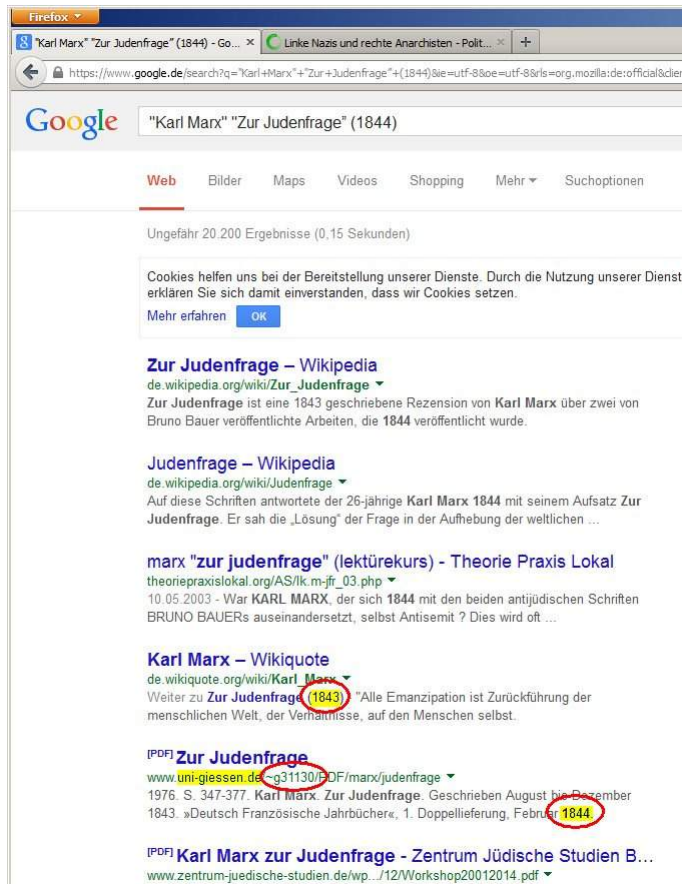 Firefox
"Karl Marx" "Zur Judenfrage" (1844) - Go... × Linke Nazis und rechte Anarchisten - Polit... × +
https://www.google.de/search?q="Karl+Marx"+"Zur+Judenfrage"+(1844)&ie=utf-8&oe=utf-8&rls=org.mozilla:de:official&clien
Google "Karl Marx" "Zur Judenfrage" (1844)
Web Bilder Maps Videos Shopping Mehr Suchoptionen
Ungefähr 20.200 Ergebnisse (0,15 Sekunden)
Cookies helfen uns bei der Bereitstellung unserer Dienste. Durch die Nutzung unserer Dienst
erklären Sie sich damit einverstanden, dass wir Cookies setzen.
Mehr erfahren OK
Zur Judenfrage – Wikipedia
de.wikipedia.org/wiki/Zur_Judenfrage
Zur Judenfrage ist eine 1843 geschriebene Rezension von Karl Marx über zwei von
Bruno Bauer veröffentlichte Arbeiten, die 1844 veröffentlicht wurde.
Judenfrage – Wikipedia
de.wikipedia.org/wiki/Judenfrage
Auf diese Schriften antwortete der 26-jährige Karl Marx 1844 mit seinem Aufsatz Zur
Judenfrage. Er sah die „Lösung" der Frage in der Aufhebung der weltlichen ...
marx "zur judenfrage" (lektürekurs) - Theorie Praxis Lokal
theoriepraxislokal.org/AS/lk.m-jfr_03.php
10.05.2003 - War KARL MARX, der sich 1844 mit den beiden antijüdischen Schriften
BRUNO BAUERs auseinandersetzt, selbst Antisemit ? Dies wird oft ...
Karl Marx – Wikiquote
de.wikiquote.org/wiki/Karl_Marx
Weiter zu Zur Judenfrage (1843) "Alle Emanzipation ist Zurückführung der
menschlichen Welt, der Verhältnisse, auf den Menschen selbst.
[PDF] Zur Judenfrage
www.uni-giessen.de/~g31130/PDF/marx/judenfrage
1976. S. 347-377. Karl Marx. Zur Judenfrage. Geschrieben August bis Dezember
1843. »Deutsch Französische Jahrbücher«, 1. Doppellieferung, Februar 1844.
[PDF] Karl Marx zur Judenfrage - Zentrum Jüdische Studien B...
www.zentrum-juedische-studien.de/wp.../12/Workshop20012014.pdf